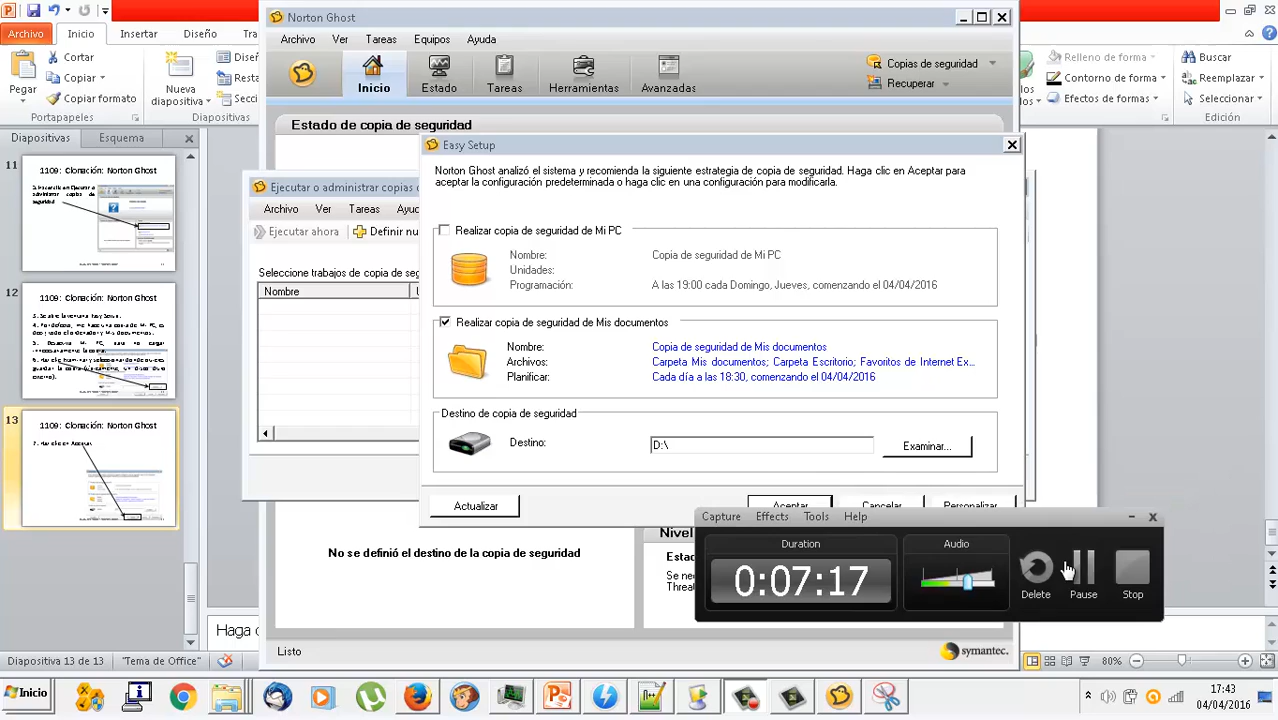 Norton Ghost
Archivo Inicio Insertar Diseño
Archivo Ver Tareas Equipos Ayuda
Cortar
Copiar
Copiar formato
Pegar
Portapapeles
Nueva
diapositiva
Inicio Estado Tareas Herramientas Avanzadas
Copias de seguridad
Recuperar
Relleno de forma
Contorno de forma
Efectos de formas
Buscar
Reemplazar
Seleccionar
Edición
Diapositivas Esquema
Estado de copia de seguridad
Easy Setup
Norton Ghost analizó el sistema y recomienda la siguiente estrategia de copia de seguridad. Haga clic en Aceptar para
aceptar la configuración predeterminada o haga clic en una configuración para modificarla.
Ejecutar o administrar copias
Archivo Ver Tareas
Ejecutar ahora
Seleccione trabajos de copia de
Nombre
Realizar copia de seguridad de Mi PC
Nombre: Copia de seguridad de Mi PC
Unidades:
Programación: A las 19:00 cada Domingo, Jueves, comenzando el 04/04/2016
Realizar copia de seguridad de Mis documentos
Nombre: Copia de seguridad de Mis documentos
Archivos: Carpeta Mis documentos; Carpeta Escritorio; Favoritos de Internet Ex...
Planificar: Cada día a las 18:30, comenzando el 04/04/2016
Destino de copia de seguridad
Destino: D:\ Examinar...
Actualizar Aceptar Cancelar Personalizar
11
1109: Clonación: Norton Ghost
12
1109: Clonación: Norton Ghost
13
1109: Clonación: Norton Ghost
7. Haz clic en Aceptar.
Capture Effects Tools Help
Duration
0:07:17
Audio
Delete Pause Stop
No se definió el destino de la copia de seguridad
Listo
symantec.
Diapositiva 13 de 13 "Tema de Office" 80%
Inicio
17:43
04/04/2016